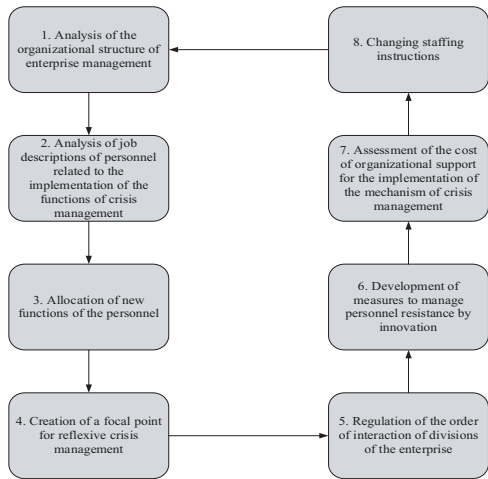 1. Analysis of the
organizational structure of
enterprise management
2. Analysis of job
descriptions of personnel
related to the
implementation of the
functions of crisis
management
3. Allocation of new
functions of the personnel
4. Creation of a focal point
for reflexive crisis
management
5. Regulation of the order
of interaction of divisions
of the enterprise
6. Development of
measures to manage
personnel resistance by
innovation
7. Assessment of the cost
of organizational support
for the implementation of
the mechanism of crisis
management
8. Changing staffing
instructions